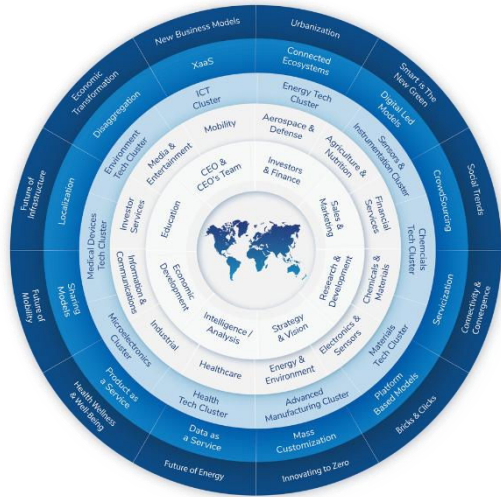 Urbanization
Smart is The
New Green
Social Trends
Connectivity &
Convergence
Bricks & Clicks
Innovating to Zero
Future of Energy
Health Wellness
& Well-Being
Future of
Mobility
Future of
Infrastructure
Economic
Transformation
New Business Models
Connected
Ecosystems
Digital Led
Models
CrowdSourcing
Servicization
Platform
Based Models
Mass
Customization
Data as
a Service
Product as
a Service
Sharing
Models
Localization
Disaggregation
XaaS
Energy Tech
Cluster
Sensors &
Instrumentation Cluster
Chemcials
Tech Cluster
Materials
Tech Cluster
Advanced
Manufacturing Cluster
Health
Tech Cluster
Microelectronics
Cluster
Medical Devices
Tech Cluster
Environment
Tech Cluster
ICT
Cluster
Aerospace &
Defense
Agriculture &
Nutrition
Financial
Services
Chemicals
& Materials
Electronics &
Sensors
Energy &
Environment
Healthcare
Industrial
Information &
Communications
Investor
Services
Media &
Entertainment
Mobility
Investors
& Finance
Sales &
Marketing
Research &
Development
Strategy
& Vision
Intelligence /
Analysis
Economic
Development
Education
CEO &
CEO's Team